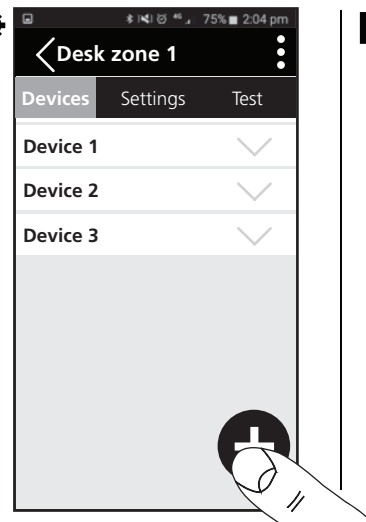 75% 2:04 pm
Desk zone 1
Devices Settings Test
Device 1
Device 2
Device 3